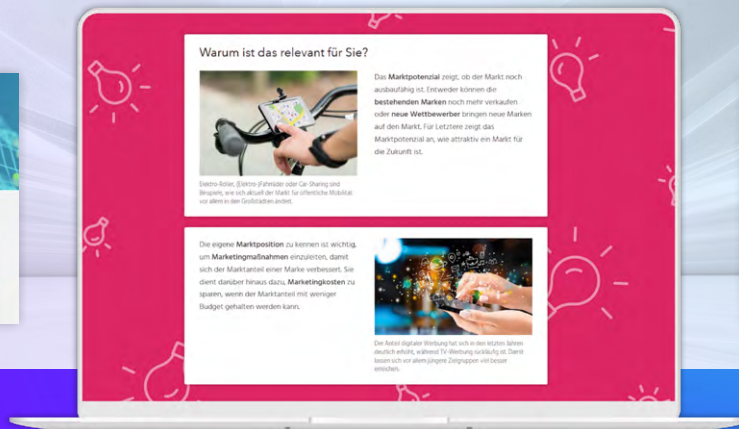 Warum ist das relevant für Sie?
Das Marktpotenzial zeigt, ob der Markt noch
ausbaufähig ist. Entweder können die
bestehenden Marken noch mehr verkaufen
oder neue Wettbewerber bringen neue Marken
auf den Markt. Für Letztere zeigt das
Marktpotenzial an, wie attraktiv ein Markt für
die Zukunft ist.
Elektro-Roller, (Elektro-)Fahrräder oder Car-Sharing sind
Beispiele, wie sich aktuell der Markt für öffentliche Mobilität
vor allem in den Großstädten ändert.
Die eigene Marktposition zu kennen ist wichtig,
um Marketingmaßnahmen einzuleiten, damit
sich der Marktanteil einer Marke verbessert. Sie
dient darüber hinaus dazu, Marketingkosten zu
sparen, wenn der Marktanteil mit weniger
Budget gehalten werden kann.
Der Anteil digitaler Werbung hat sich in den letzten Jahren
deutlich erhöht, während TV-Werbung rückläufig ist. Damit
lassen sich vor allem jüngere Zielgruppen viel besser
erreichen.